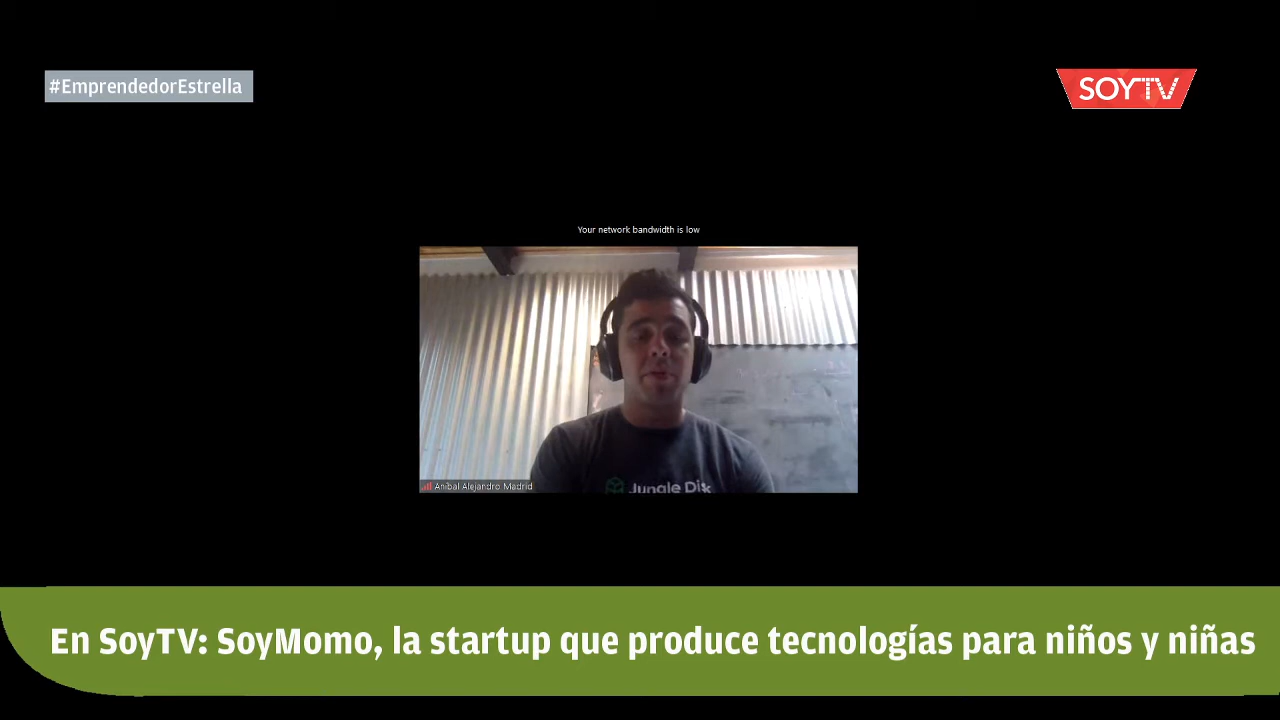 #EmprendedorEstrella
SOYTV
Your network bandwidth is low
Jungle Disk
Anibal Alejandro Madrid
En SoyTV: SoyMomo, la startup que produce tecnologías para niños y niñas